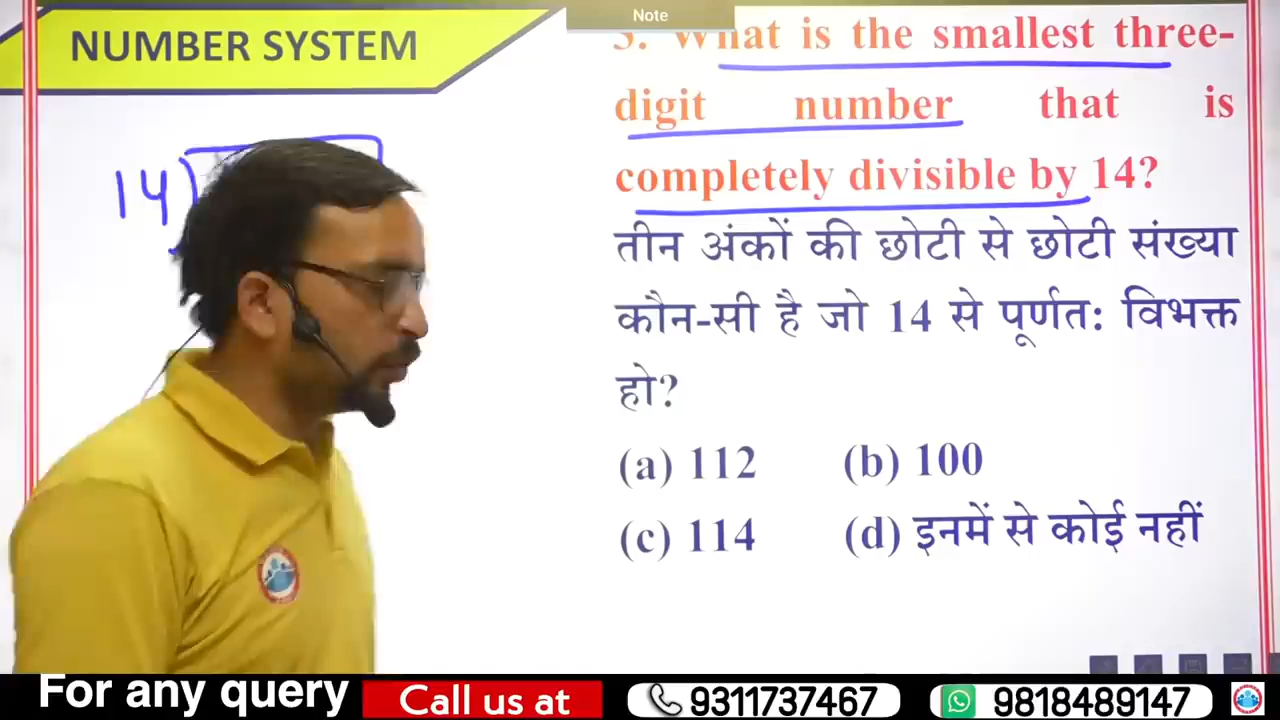 Note
NUMBER SYSTEM
3. What is the smallest three-
digit number that is
completely divisible by 14?
14
तीन अंकों की छोटी से छोटी संख्या
कौन-सी है जो 14 से पूर्णत: विभक्त
हो?
(a) 112 (b) 100
(c) 114 (d) इनमें से कोई नहीं
For any query Call us at 9311737467 9818489147